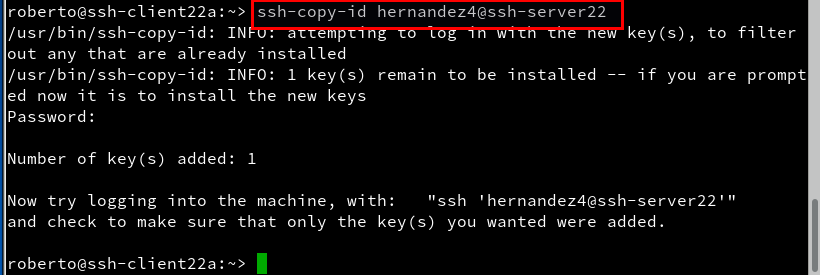 roberto@ssh-client22a:~> ssh-copy-id hernandez4@ssh-server22
/usr/bin/ssh-copy-id: INFO: attempting to log in with the new key(s), to filter
out any that are already installed
/usr/bin/ssh-copy-id: INFO: 1 key(s) remain to be installed -- if you are prompt
ed now it is to install the new keys
Password:
Number of key(s) added: 1
Now try logging into the machine, with:   "ssh 'hernandez4@ssh-server22'"
and check to make sure that only the key(s) you wanted were added.
roberto@ssh-client22a:~>